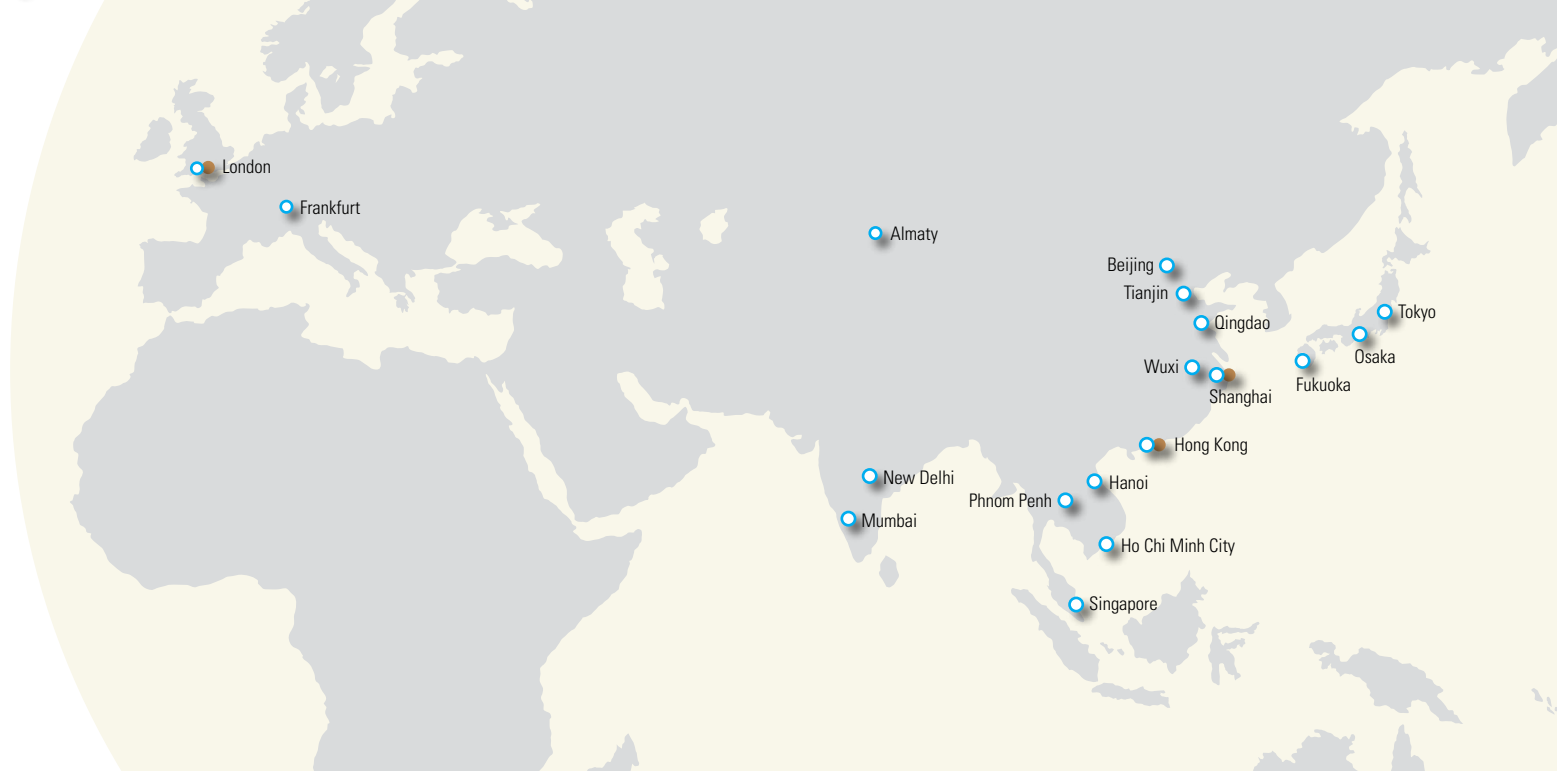 London
Frankfurt
Almaty
Beijing
Tianjin
Tokyo
Qingdao
Osaka
Wuxi
Fukuoka
Shanghai
Hong Kong
New Delhi
Hanoi
Phnom Penh
Mumbai
Ho Chi Minh City
Singapore